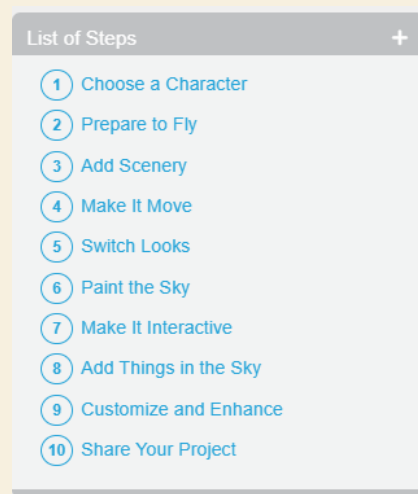 List of Steps +
1 Choose a Character
2 Prepare to Fly
3 Add Scenery
4 Make It Move
5 Switch Looks
6 Paint the Sky
7 Make It Interactive
8 Add Things in the Sky
9 Customize and Enhance
10 Share Your Project